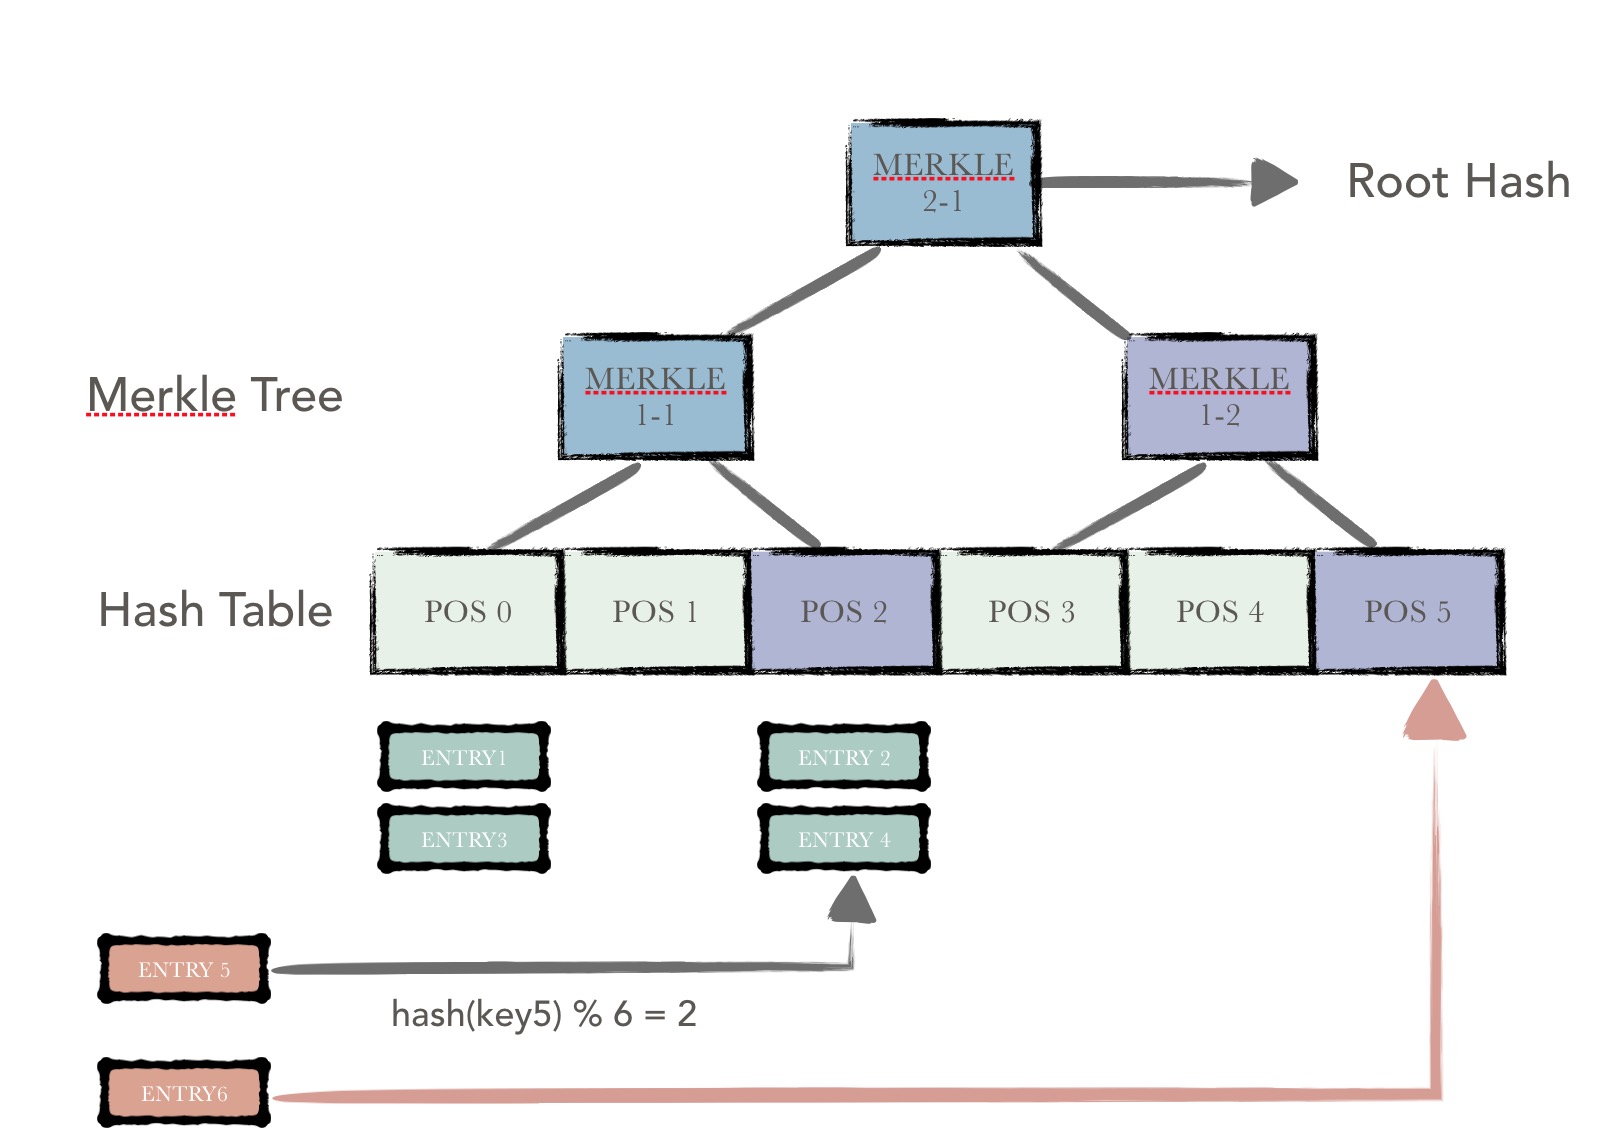 MERKLE
2-1
Root Hash
Merkle Tree
MERKLE
1-1
MERKLE
1-2
Hash Table
POS 0
POS 1
POS 2
POS 3
POS 4
POS 5
ENTRY1
ENTRY 2
ENTRY3
ENTRY 4
ENTRY 5
hash(key5) % 6 = 2
ENTRY6